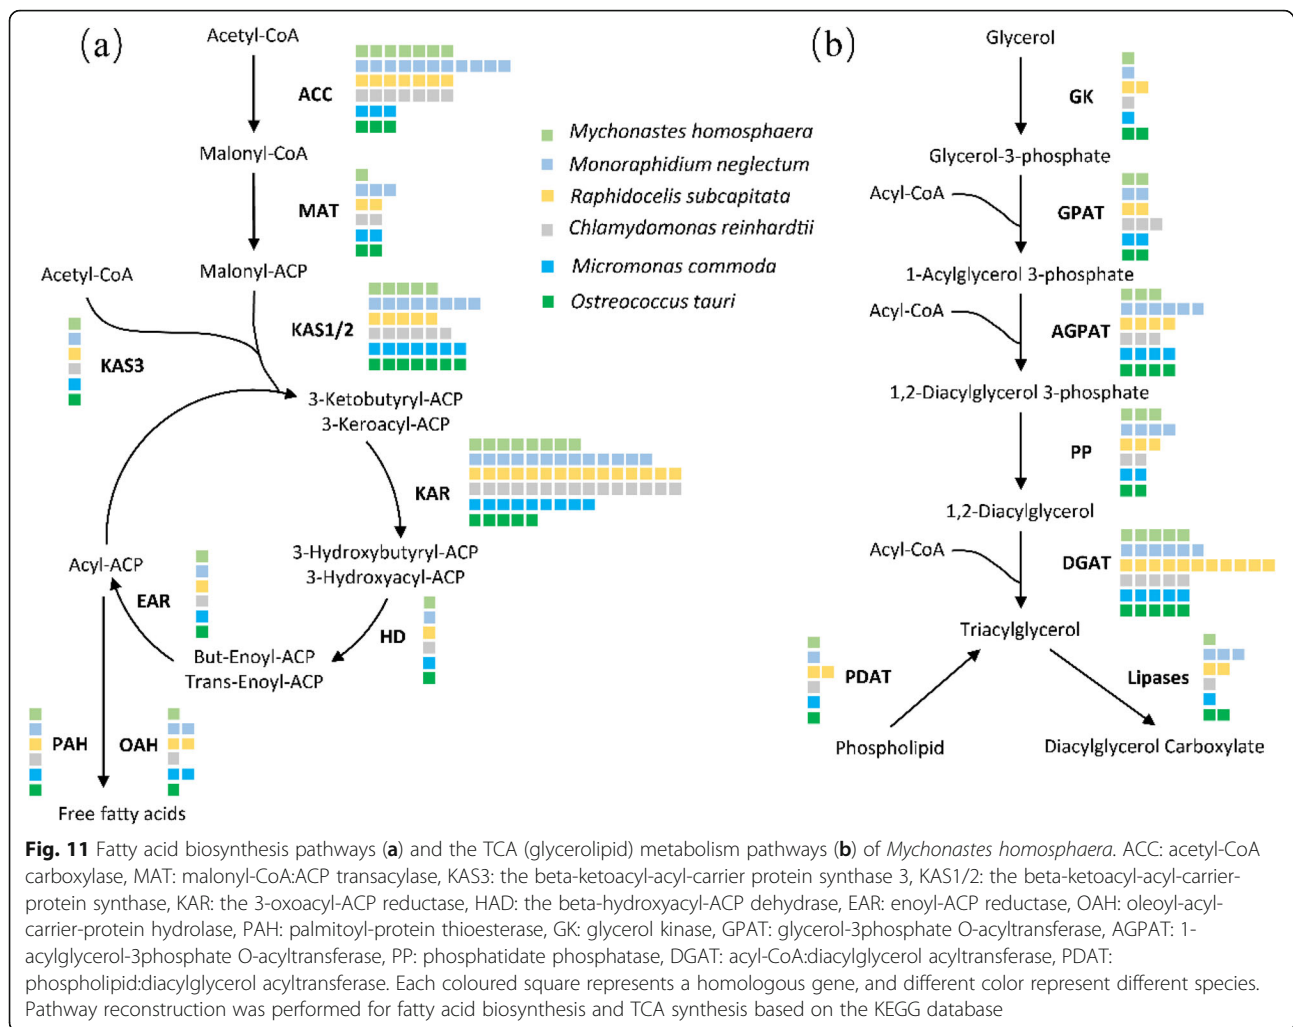 (a)
Acetyl-CoA
ACC
Malonyl-CoA
MAT
Acetyl-CoA
Malonyl-ACP
KAS3
KAS1/2
3-Ketobutyryl-ACP
3-Keroacyl-ACP
KAR
3-Hydroxybutyryl-ACP
3-Hydroxyacyl-ACP
Acyl-ACP
EAR
HD
But-Enoyl-ACP
Trans-Enoyl-ACP
PAH
OAH
Free fatty acids
Mychonastes homosphaera
Monoraphidium neglectum
Raphidocelis subcapitata
Chlamydomonas reinhardtii
Micromonas commoda
Ostreococcus tauri
(b)
Glycerol
GK
Glycerol-3-phosphate
Acyl-CoA
GPAT
1-Acylglycerol 3-phosphate
Acyl-CoA
AGPAT
1,2-Diacylglycerol 3-phosphate
PP
1,2-Diacylglycerol
Acyl-CoA
DGAT
Triacylglycerol
PDAT
Lipases
Phospholipid
Diacylglycerol Carboxylate
Fig. 11 Fatty acid biosynthesis pathways (a) and the TCA (glycerolipid) metabolism pathways (b) of Mychonastes homosphaera. ACC: acetyl-CoA
carboxylase, MAT: malonyl-CoA:ACP transacylase, KAS3: the beta-ketoacyl-acyl-carrier protein synthase 3, KAS1/2: the beta-ketoacyl-acyl-carrier-
protein synthase, KAR: the 3-oxoacyl-ACP reductase, HAD: the beta-hydroxyacyl-ACP dehydrase, EAR: enoyl-ACP reductase, OAH: oleoyl-acyl-
carrier-protein hydrolase, PAH: palmitoyl-protein thioesterase, GK: glycerol kinase, GPAT: glycerol-3phosphate O-acyltransferase, AGPAT: 1-
acylglycerol-3phosphate O-acyltransferase, PP: phosphatidate phosphatase, DGAT: acyl-CoA:diacylglycerol acyltransferase, PDAT:
phospholipid:diacylglycerol acyltransferase. Each coloured square represents a homologous gene, and different color represent different species.
Pathway reconstruction was performed for fatty acid biosynthesis and TCA synthesis based on the KEGG database